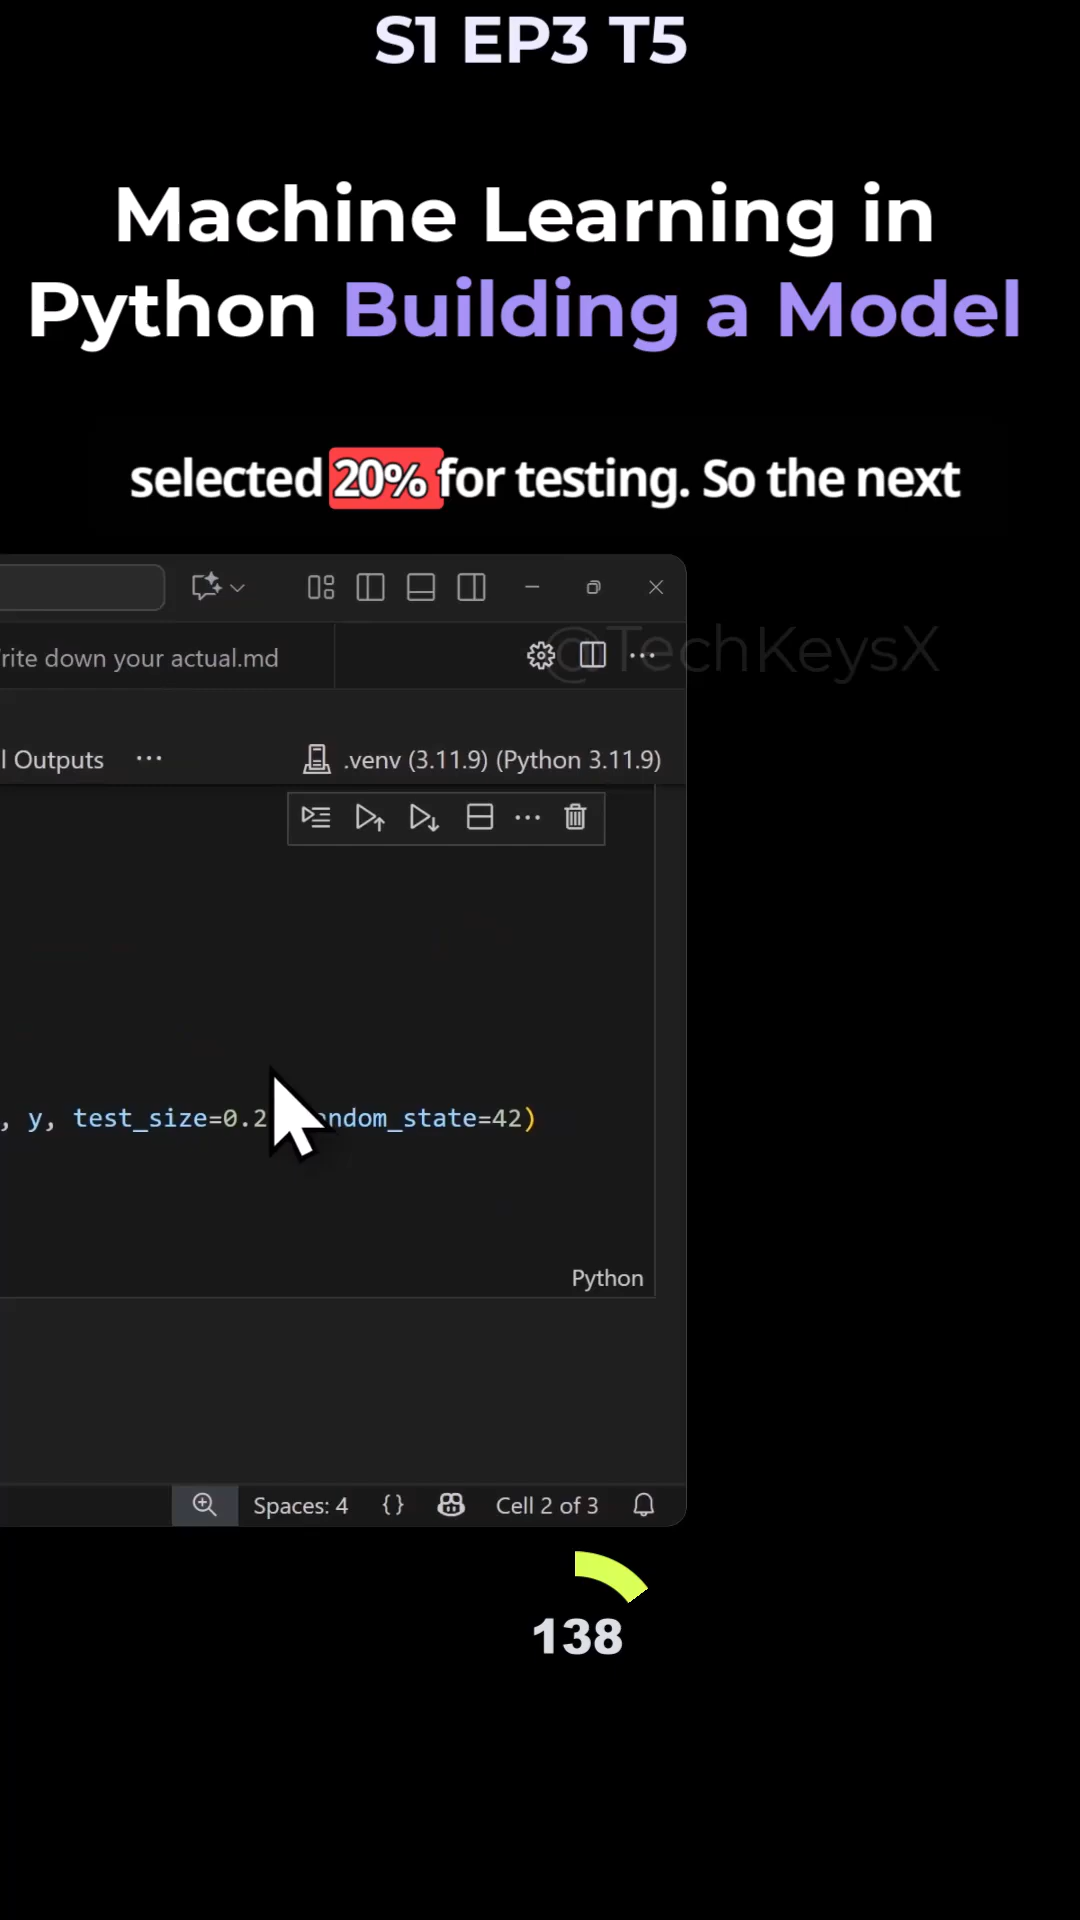 S1 EP3 T5
Machine Learning in
Python Building a Model
selected 20% for testing. So the next
@TechKeysX
rite down your actual.md
l Outputs ··· .venv (3.11.9) (Python 3.11.9)
, y, test_size=0.2 ndom_state=42)
Python
Spaces: 4 {} Cell 2 of 3
138